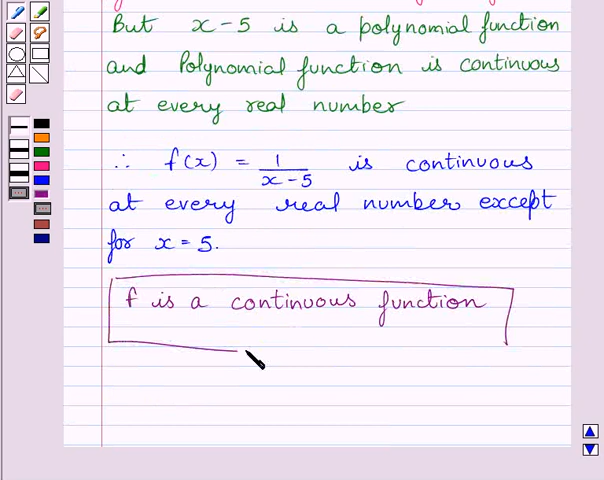 But x - 5 is a polynomial function
and Polynomial function is continuous
at every real number
∴ f(x) = 1/(x - 5) is continuous
at every real number except
for x = 5.
f is a continuous function